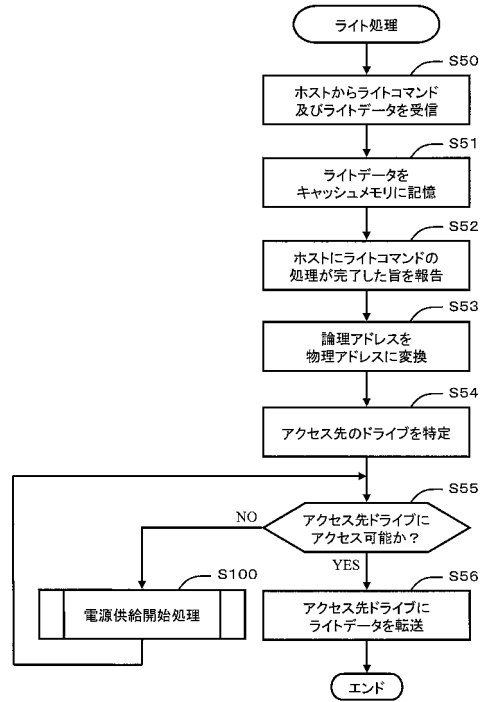 ライト処理
S50
ホストからライトコマンド
及びライトデータを受信
S51
ライトデータを
キャッシュメモリに記憶
S52
ホストにライトコマンドの
処理が完了した旨を報告
S53
論理アドレスを
物理アドレスに変換
S54
アクセス先のドライブを特定
S55
アクセス先ドライブに
アクセス可能か？
NO
YES
S100
電源供給開始処理
S56
アクセス先ドライブに
ライトデータを転送
エンド